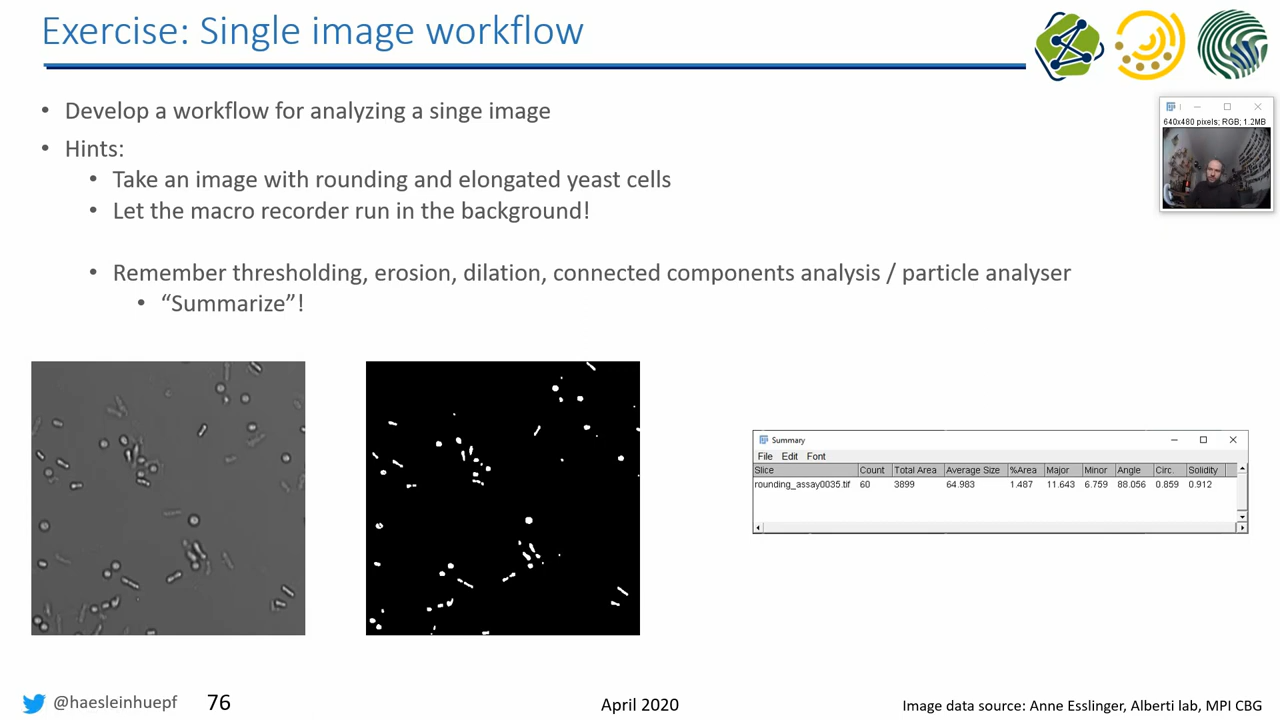 Exercise: Single image workflow
640x480 pixels; RGB; 1.2MB
• Develop a workflow for analyzing a singe image
• Hints:
• Take an image with rounding and elongated yeast cells
• Let the macro recorder run in the background!
• Remember thresholding, erosion, dilation, connected components analysis / particle analyser
• “Summarize”!
Summary
File Edit Font
Slice Count Total Area Average Size %Area Major Minor Angle Circ. Solidity
rounding_assay0035.tif 60 3899 64.983 1.487 11.643 6.759 88.056 0.859 0.912
@haesleinhuepf 76 April 2020 Image data source: Anne Esslinger, Alberti lab, MPI CBG